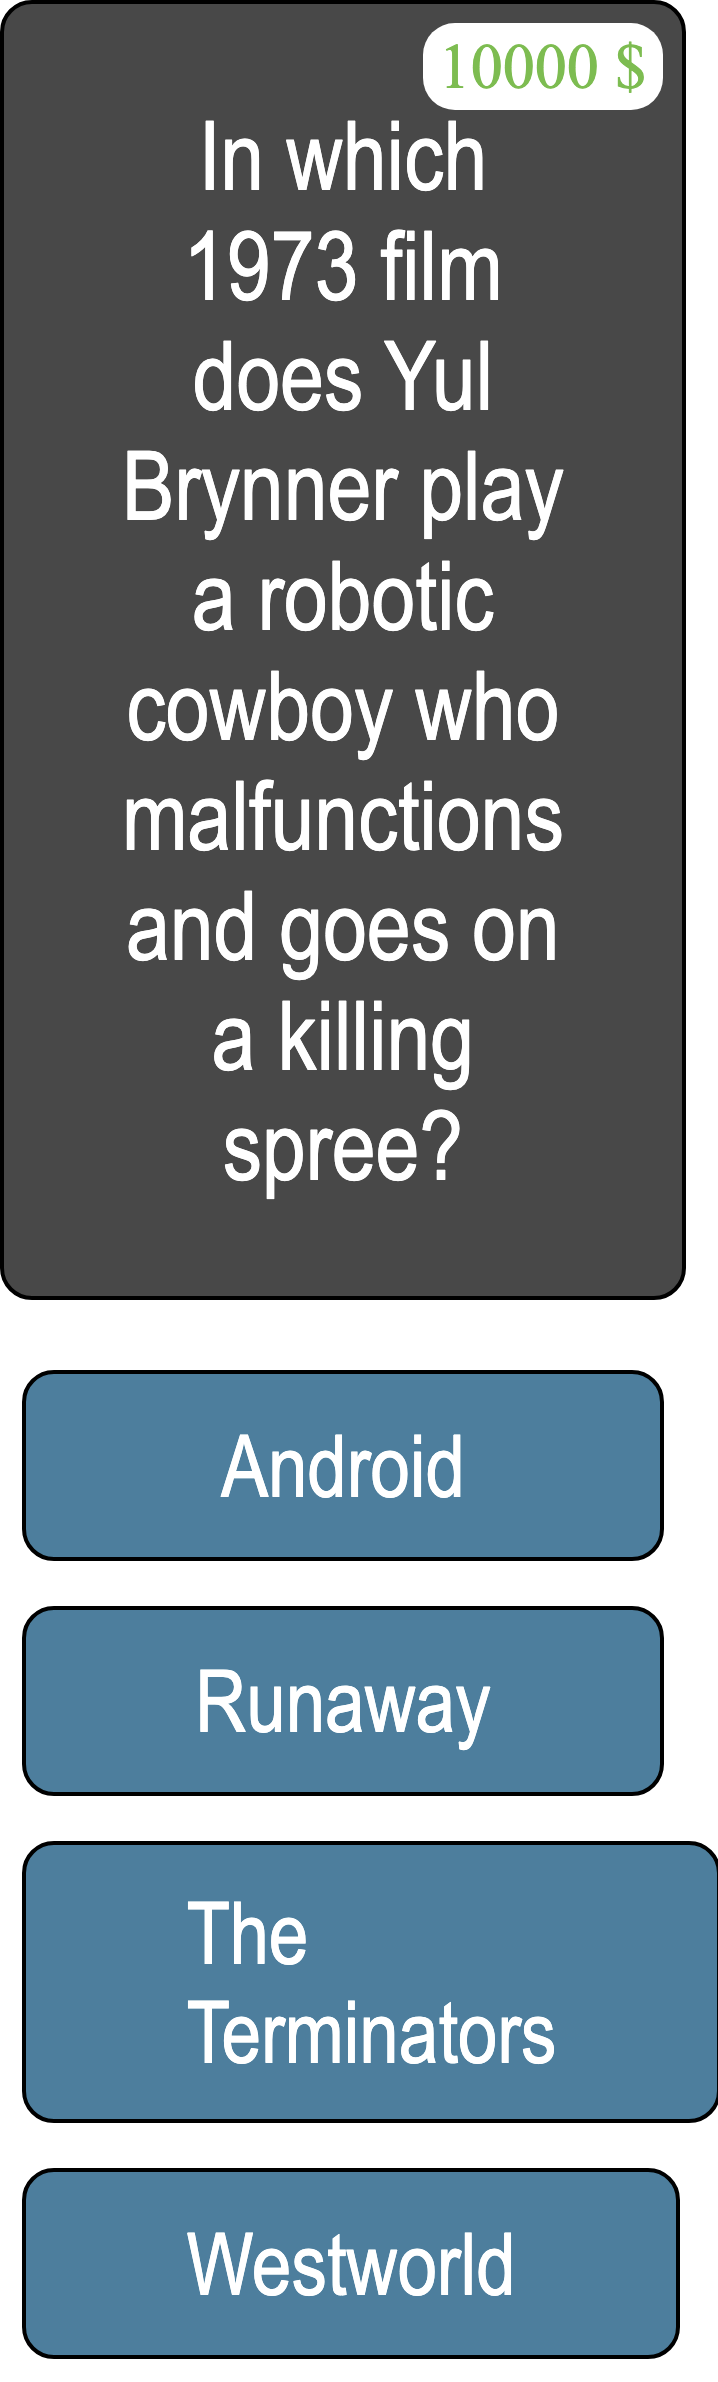 10000 $
In which
1973 film
does Yul
Brynner play
a robotic
cowboy who
malfunctions
and goes on
a killing
spree?
Android
Runaway
The
Terminators
Westworld